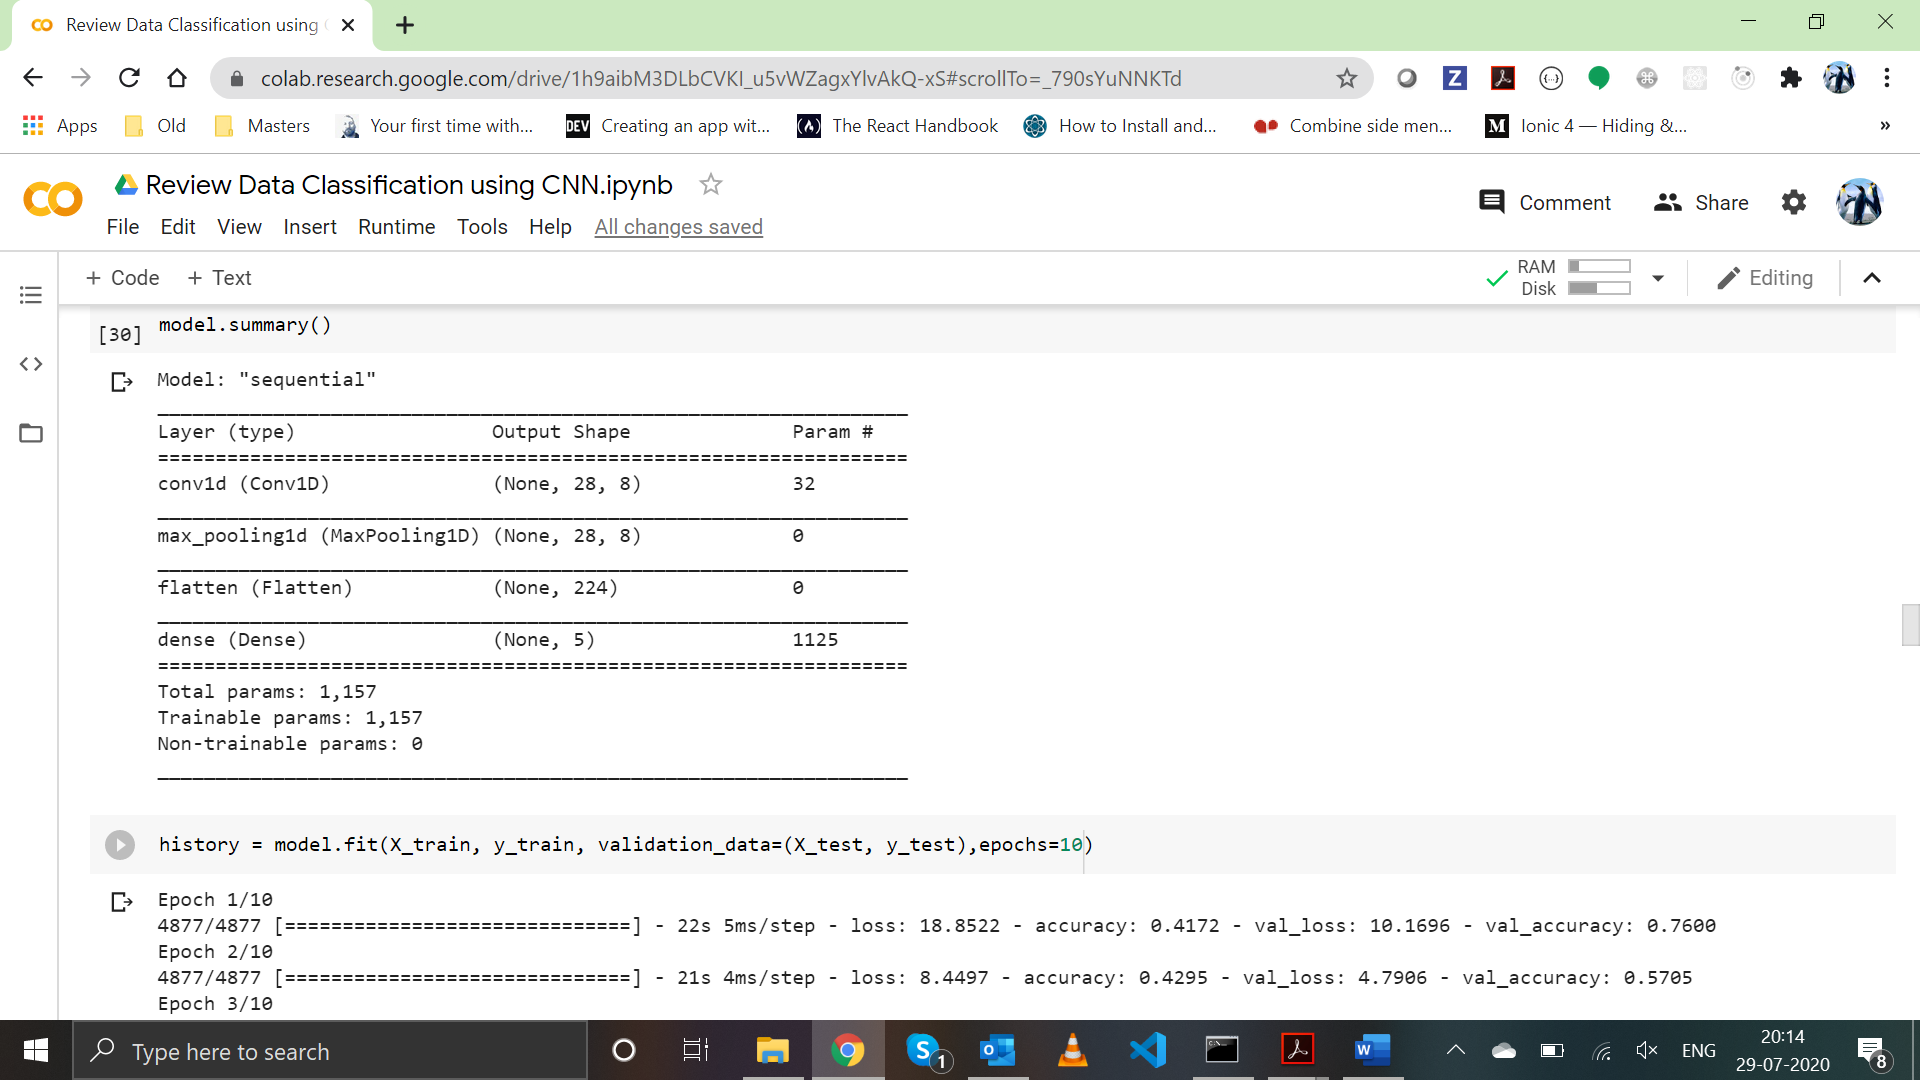 Review Data Classification using
colab.research.google.com/drive/1h9aibM3DLbCVKI_u5vWZagxYlvAkQ-xS#scrollTo=_790sYuNNKTd
Apps Old Masters Your first time with... DEV Creating an app wit... The React Handbook How to Install and... Combine side men... M Ionic 4 — Hiding &... »
Review Data Classification using CNN.ipynb
Comment Share
File Edit View Insert Runtime Tools Help All changes saved
+ Code + Text
RAM
Disk
Editing
[30] model.summary()
Model: "sequential"
_________________________________________________________________
Layer (type) Output Shape Param #
=================================================================
conv1d (Conv1D) (None, 28, 8) 32
_________________________________________________________________
max_pooling1d (MaxPooling1D) (None, 28, 8) 0
_________________________________________________________________
flatten (Flatten) (None, 224) 0
_________________________________________________________________
dense (Dense) (None, 5) 1125
=================================================================
Total params: 1,157
Trainable params: 1,157
Non-trainable params: 0
_________________________________________________________________
history = model.fit(X_train, y_train, validation_data=(X_test, y_test),epochs=10)
Epoch 1/10
4877/4877 [==============================] - 22s 5ms/step - loss: 18.8522 - accuracy: 0.4172 - val_loss: 10.1696 - val_accuracy: 0.7600
Epoch 2/10
4877/4877 [==============================] - 21s 4ms/step - loss: 8.4497 - accuracy: 0.4295 - val_loss: 4.7906 - val_accuracy: 0.5705
Epoch 3/10
Type here to search
S 1
ENG
20:14
29-07-2020
8